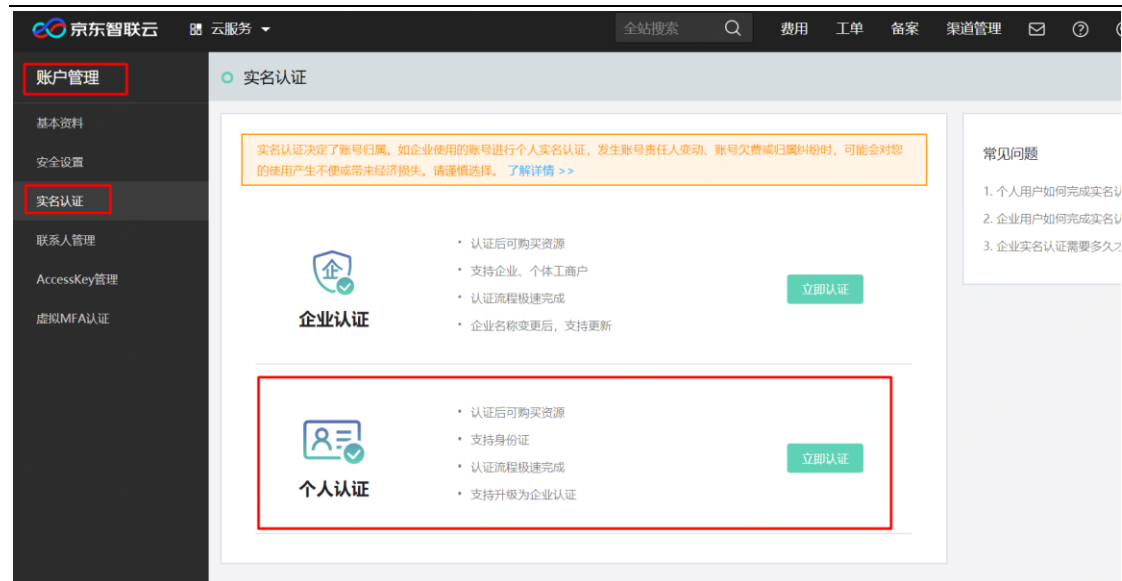 京东智联云
云服务
全站搜索
费用
工单
备案
渠道管理
账户管理
实名认证
基本资料
安全设置
实名认证
联系人管理
AccessKey管理
虚拟MFA认证
实名认证决定了账号归属。如企业使用的账号进行个人实名认证,发生账号责任人变动、账号欠费或归属纠纷时,可能会对您
的使用产生不便或带来经济损失。请谨慎选择。 了解详情 >>
企业认证
• 认证后可购买资源
• 支持企业、个体工商户
• 认证流程极速完成
• 企业名称变更后,支持更新
立即认证
个人认证
• 认证后可购买资源
• 支持身份证
• 认证流程极速完成
• 支持升级为企业认证
立即认证
常见问题
1. 个人用户如何完成实名
2. 企业用户如何完成实名
3. 企业实名认证需要多久